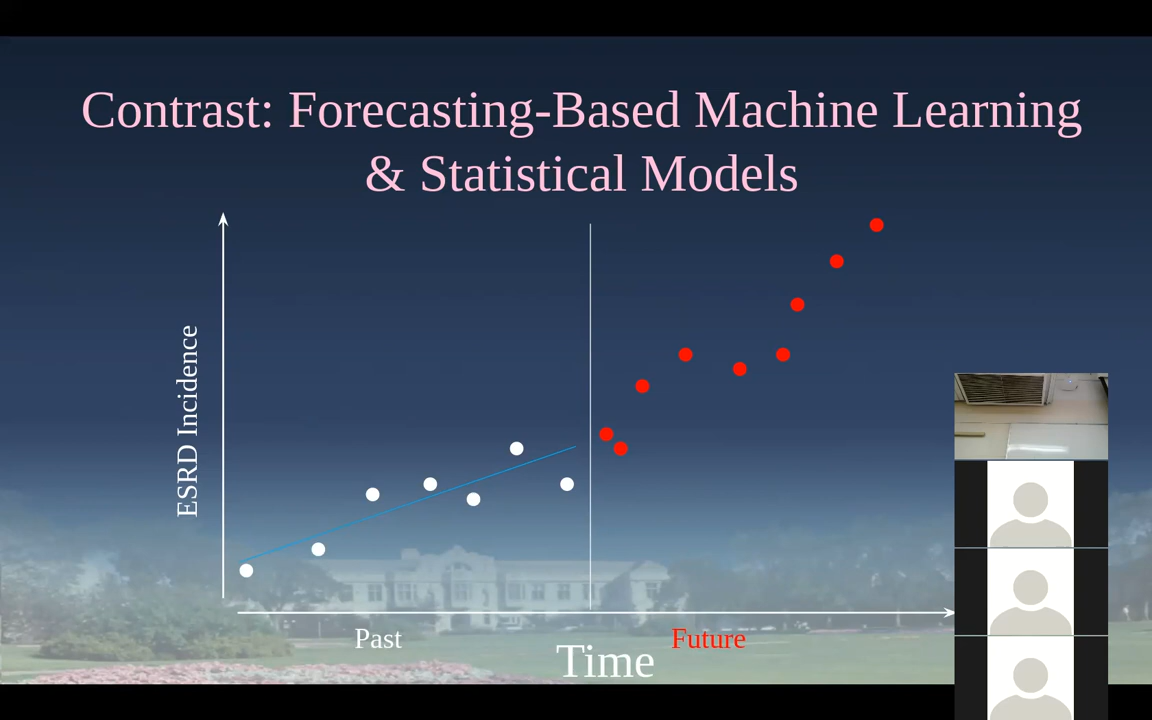 Contrast: Forecasting-Based Machine Learning
& Statistical Models
ESRD Incidence
Past
Future
Time